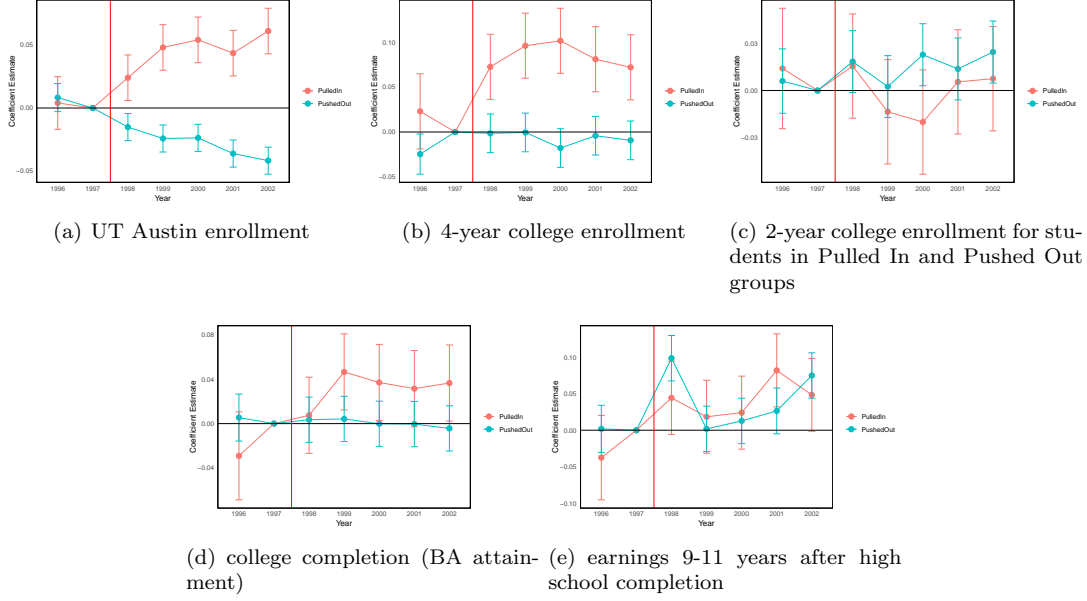 0.05
0.00
−0.05
Coefficient Estimate
1996 1997 1998 1999 2000 2001 2002
Year
PulledIn
PushedOut
(a) UT Austin enrollment
0.10
0.05
0.00
−0.05
Coefficient Estimate
1996 1997 1998 1999 2000 2001 2002
Year
PulledIn
PushedOut
(b) 4-year college enrollment
0.03
0.00
−0.03
Coefficient Estimate
1996 1997 1998 1999 2000 2001 2002
Year
PulledIn
PushedOut
(c) 2-year college enrollment for stu-
dents in Pulled In and Pushed Out
groups
0.08
0.04
0.00
−0.04
Coefficient Estimate
1996 1997 1998 1999 2000 2001 2002
Year
PulledIn
PushedOut
(d) college completion (BA attain-
ment)
0.10
0.05
0.00
−0.05
−0.10
Coefficient Estimate
1996 1997 1998 1999 2000 2001 2002
Year
PulledIn
PushedOut
(e) earnings 9-11 years after high
school completion